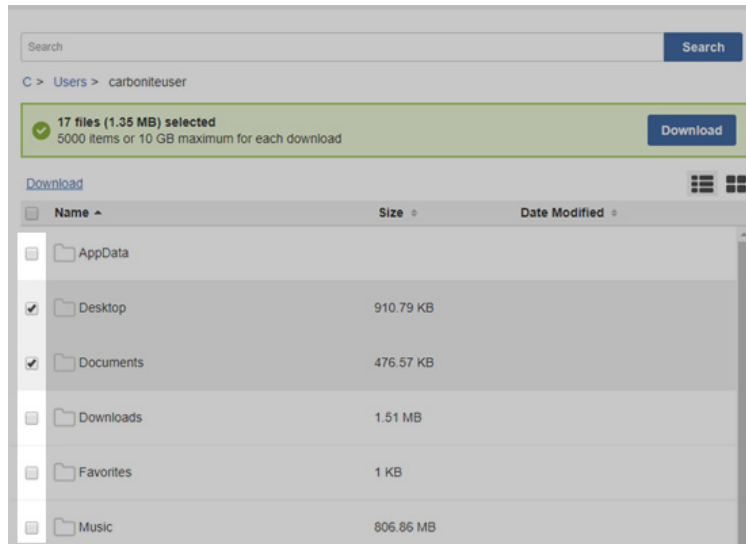 Search Search
C > Users > carboniteuser
17 files (1.35 MB) selected
5000 items or 10 GB maximum for each download
Download
Download
Name Size Date Modified
AppData
Desktop 910.79 KB
Documents 476.57 KB
Downloads 1.51 MB
Favorites 1 KB
Music 806.86 MB